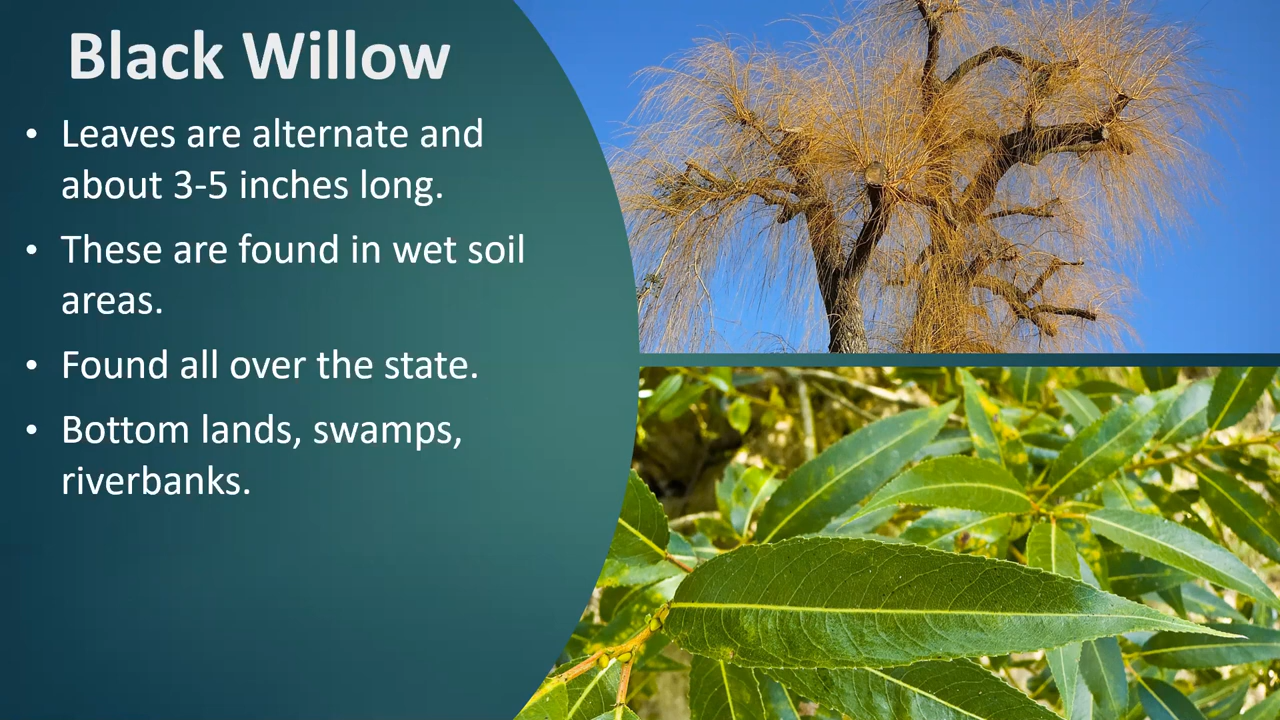 Black Willow
• Leaves are alternate and
about 3-5 inches long.
• These are found in wet soil
areas.
• Found all over the state.
• Bottom lands, swamps,
riverbanks.